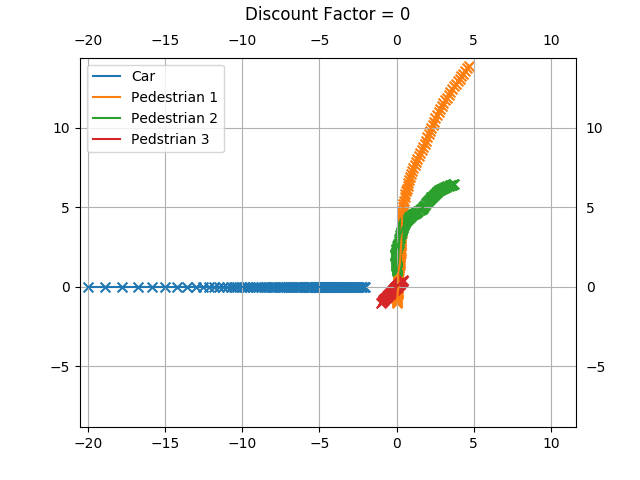 Discount Factor = 0
−20 −15 −10 −5 0 5 10
Car
Pedestrian 1
Pedestrian 2
Pedstrian 3
10 10
5 5
0 0
−5 −5
−20 −15 −10 −5 0 5 10